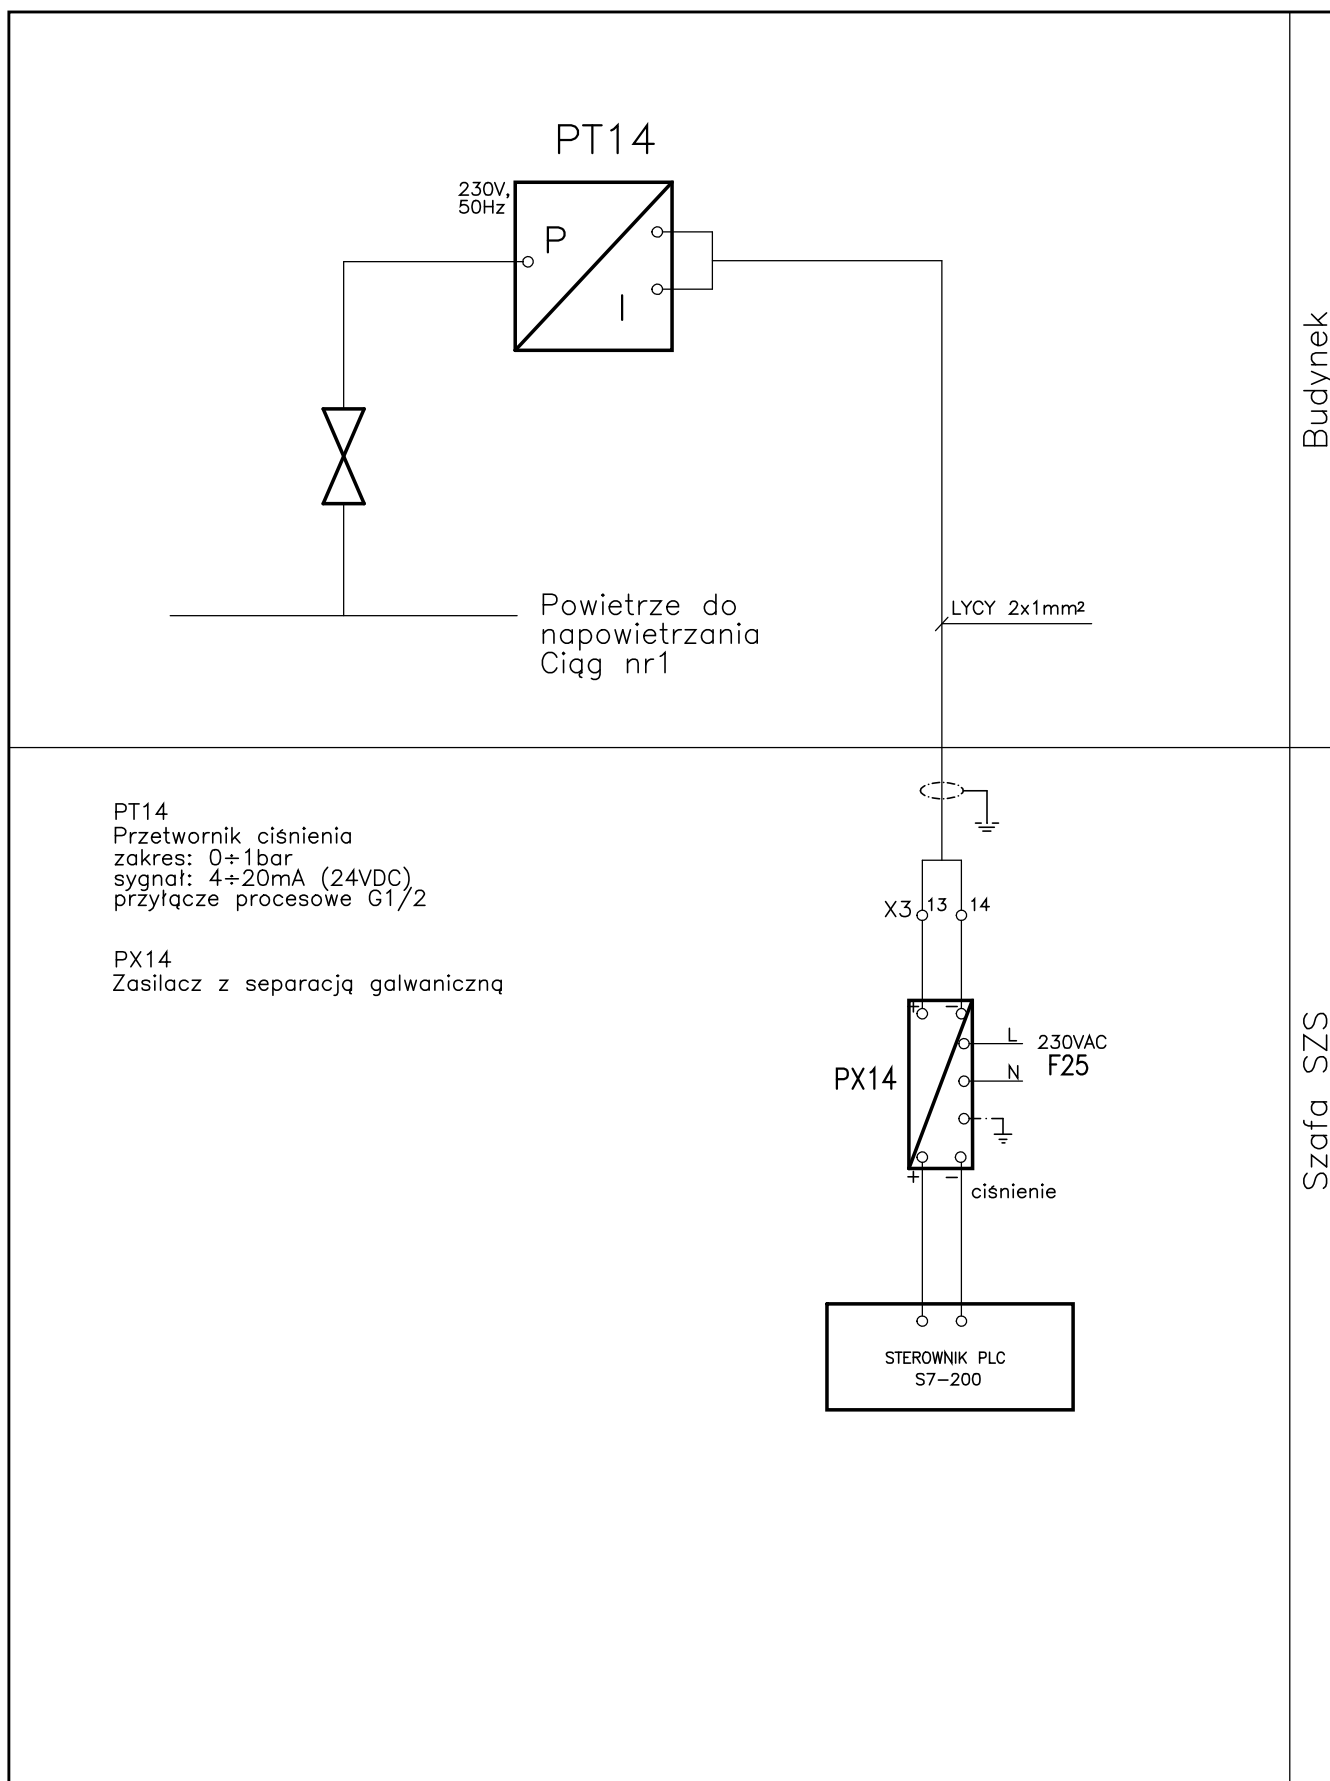 PT14
230V,
50Hz
P
I
Budynek
Powietrze do
napowietrzania
Ciąg nr1
LYCY 2x1mm²
PT14
Przetwornik ciśnienia
zakres: 0÷1bar
sygnał: 4÷20mA (24VDC)
przyłącze procesowe G1/2
PX14
Zasilacz z separacją galwaniczną
X3 13 14
+ -
L 230VAC
F25
N
PX14
+ -
ciśnienie
Szafa SZS
STEROWNIK PLC
S7-200